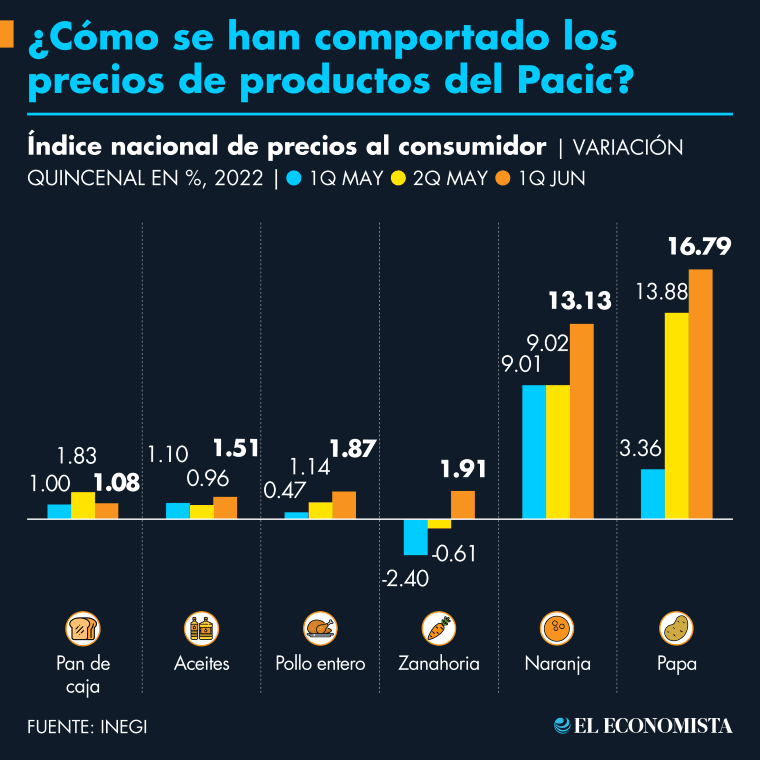 ¿Cómo se han comportado los
precios de productos del Pacic?
Índice nacional de precios al consumidor | VARIACIÓN
QUINCENAL EN %, 2022 | 1Q MAY 2Q MAY 1Q JUN
1.00 1.83 1.08
1.10 0.96 1.51
0.47 1.14 1.87
-2.40 -0.61 1.91
9.01 9.02 13.13
3.36 13.88 16.79
Pan de
caja
Aceites
Pollo entero
Zanahoria
Naranja
Papa
FUENTE: INEGI
EL ECONOMISTA